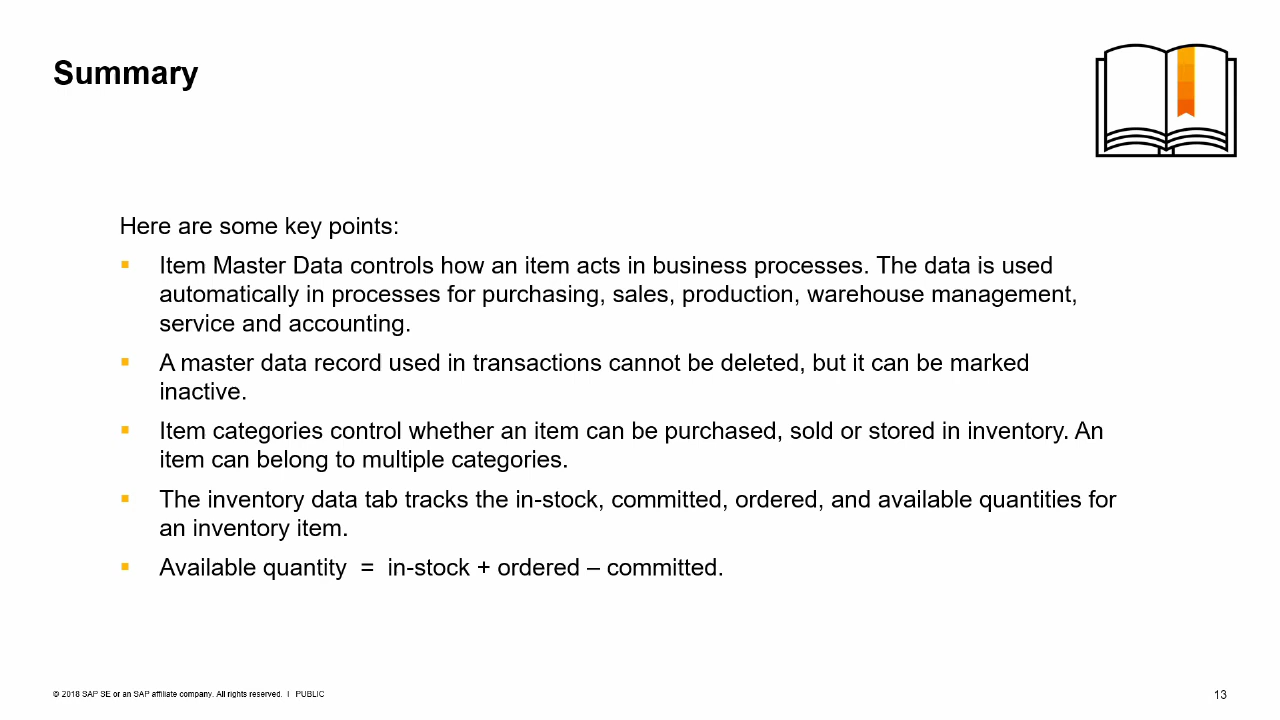 Summary
Here are some key points:
▪ Item Master Data controls how an item acts in business processes. The data is used
automatically in processes for purchasing, sales, production, warehouse management,
service and accounting.
▪ A master data record used in transactions cannot be deleted, but it can be marked
inactive.
▪ Item categories control whether an item can be purchased, sold or stored in inventory. An
item can belong to multiple categories.
▪ The inventory data tab tracks the in-stock, committed, ordered, and available quantities for
an inventory item.
▪ Available quantity = in-stock + ordered – committed.
© 2018 SAP SE or an SAP affiliate company. All rights reserved. ǀ PUBLIC
13